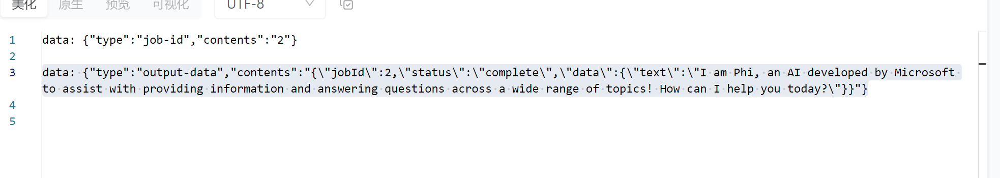 美化 原生 预览 可视化 UTF-8
1 data: {"type":"job-id","contents":"2"}
2
3 data: {"type":"output-data","contents":"{\"jobId\":2,\"status\":\"complete\",\"data\":{\"text\":\"I am Phi, an AI developed by Microsoft
to assist with providing information and answering questions across a wide range of topics! How can I help you today?\"}}"}
4
5